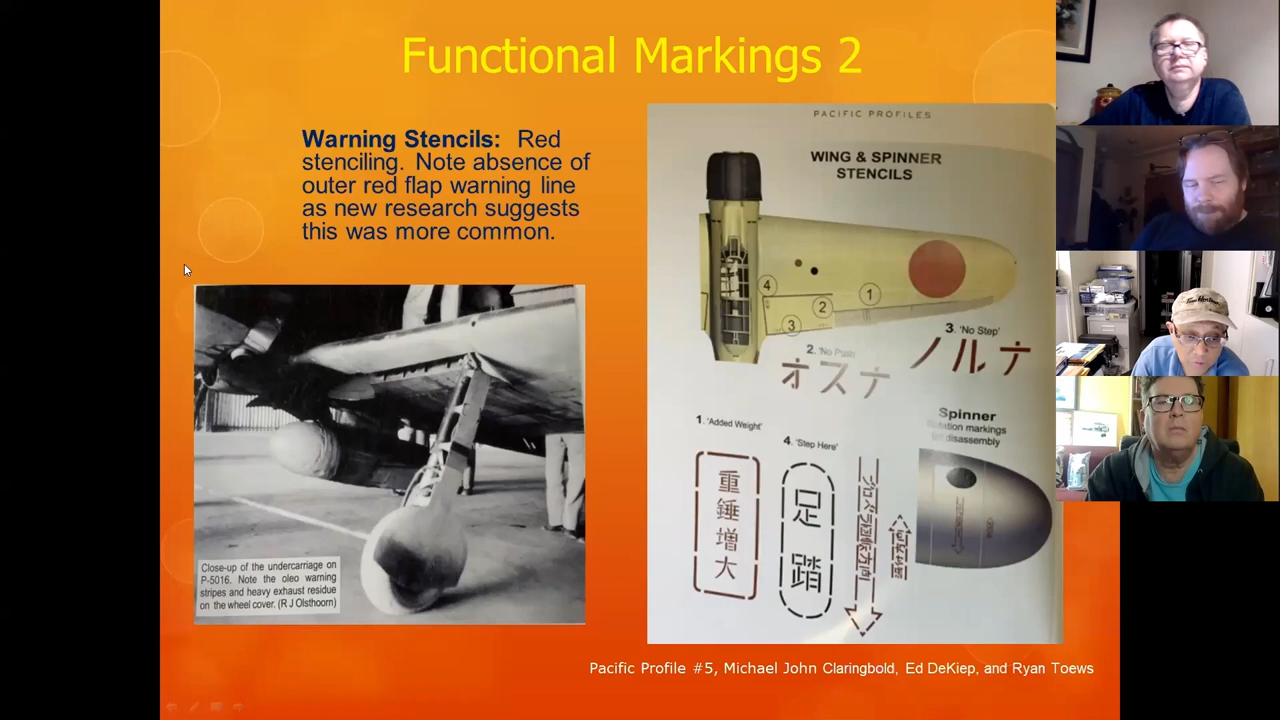 Functional Markings 2
Warning Stencils: Red
stenciling. Note absence of
outer red flap warning line
as new research suggests
this was more common.
Close-up of the undercarriage on
P-5016. Note the oleo warning
stripes and heavy exhaust residue
on the wheel cover. (R J Olsthoorn)
PACIFIC PROFILES
WING & SPINNER
STENCILS
4
2
1
3
3. 'No Step'
ノルナ
2. 'No Push'
オスナ
1. 'Added Weight'
重錘増大
4. 'Step Here'
足踏
Spinner
markings
disassembly
Pacific Profile #5, Michael John Claringbold, Ed DeKiep, and Ryan Toews